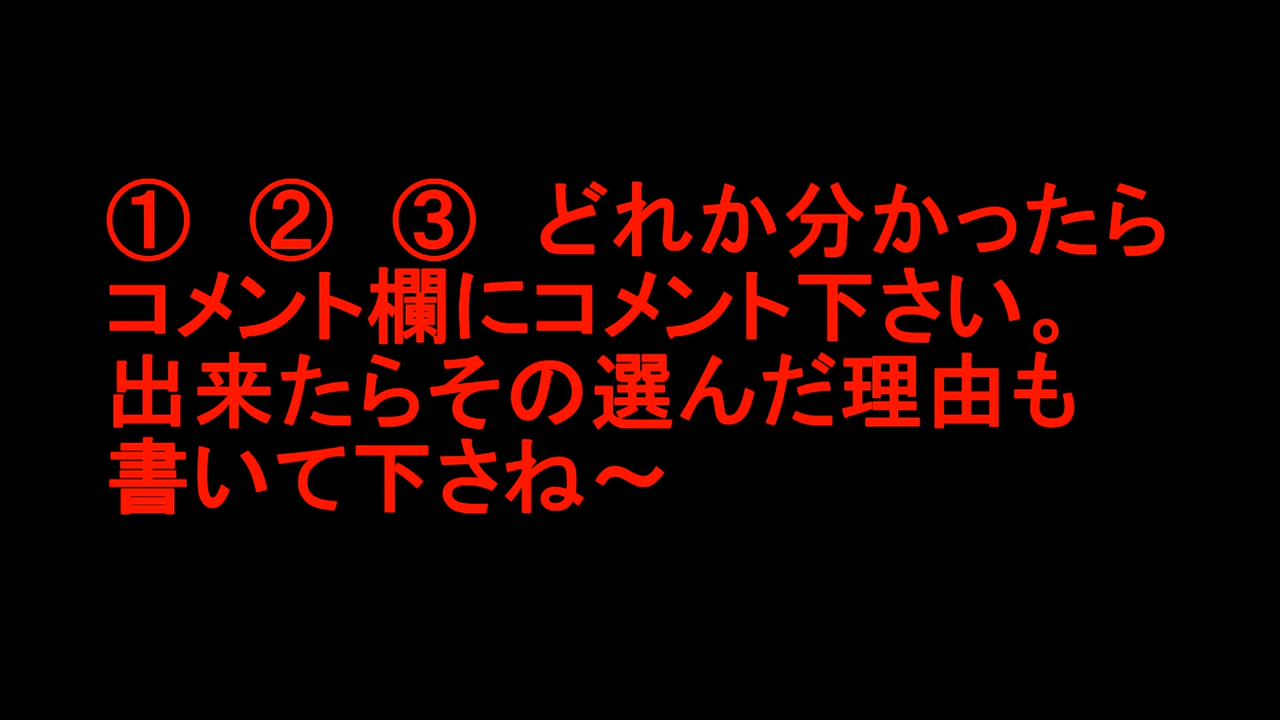 ① ② ③ どれか分かったら
コメント欄にコメント下さい。
出来たらその選んだ理由も
書いて下さね～